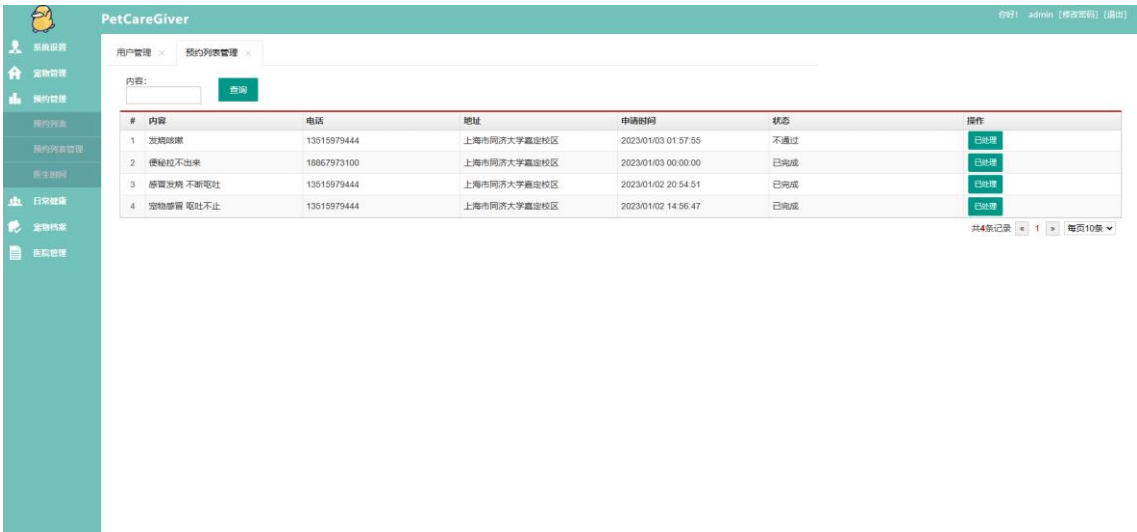 PetCareGiver
你好! admin [修改密码] [退出]
系统设置
宠物管理
预约管理
预约列表
预约列表管理
医生时间
日常健康
宠物档案
医院管理
用户管理 × 预约列表管理 ×
内容:
查询
# 内容 电话 地址 申请时间 状态 操作
1 发烧咳嗽 13515979444 上海市同济大学嘉定校区 2023/01/03 01:57:55 不通过 已处理
2 便秘拉不出来 18867973100 上海市同济大学嘉定校区 2023/01/03 00:00:00 已完成 已处理
3 感冒发烧 不断呕吐 13515979444 上海市同济大学嘉定校区 2023/01/02 20:54:51 已完成 已处理
4 宠物感冒 呕吐不止 13515979444 上海市同济大学嘉定校区 2023/01/02 14:56:47 已完成 已处理
共4条记录 « 1 » 每页10条